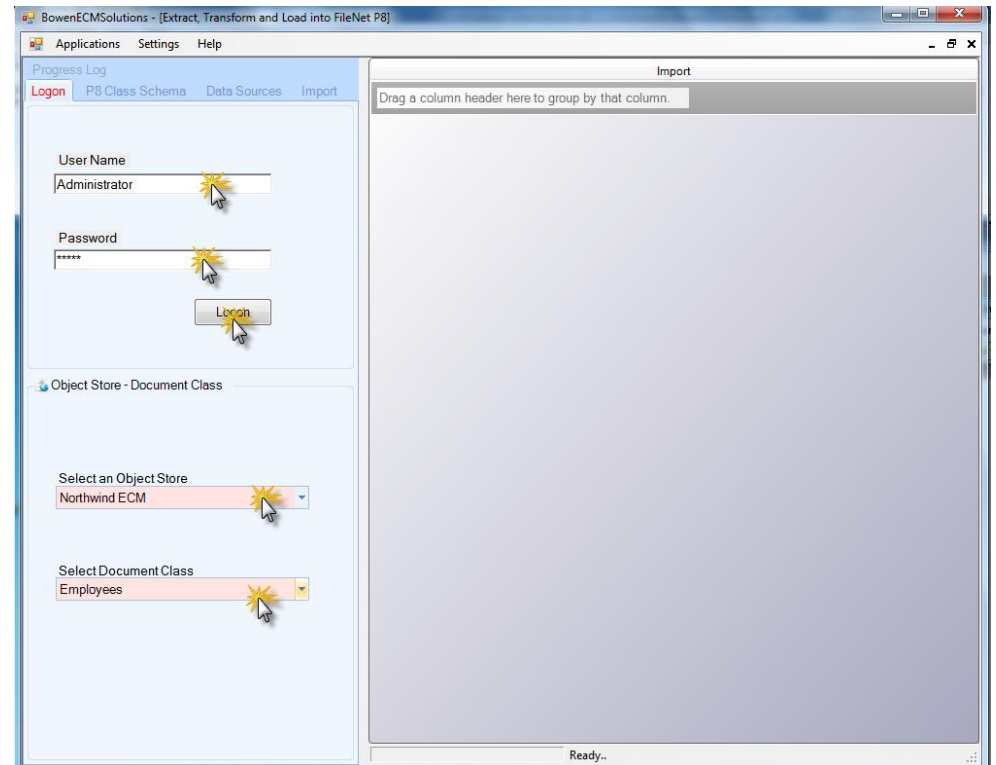 BowenECMSolutions - [Extract, Transform and Load into FileNet P8]
Applications Settings Help
Progress Log
Logon P8 Class Schema Data Sources Import
Import
Drag a column header here to group by that column.
User Name
Administrator
Password
*****
Logon
Object Store - Document Class
Select an Object Store
Northwind ECM
Select Document Class
Employees
Ready..